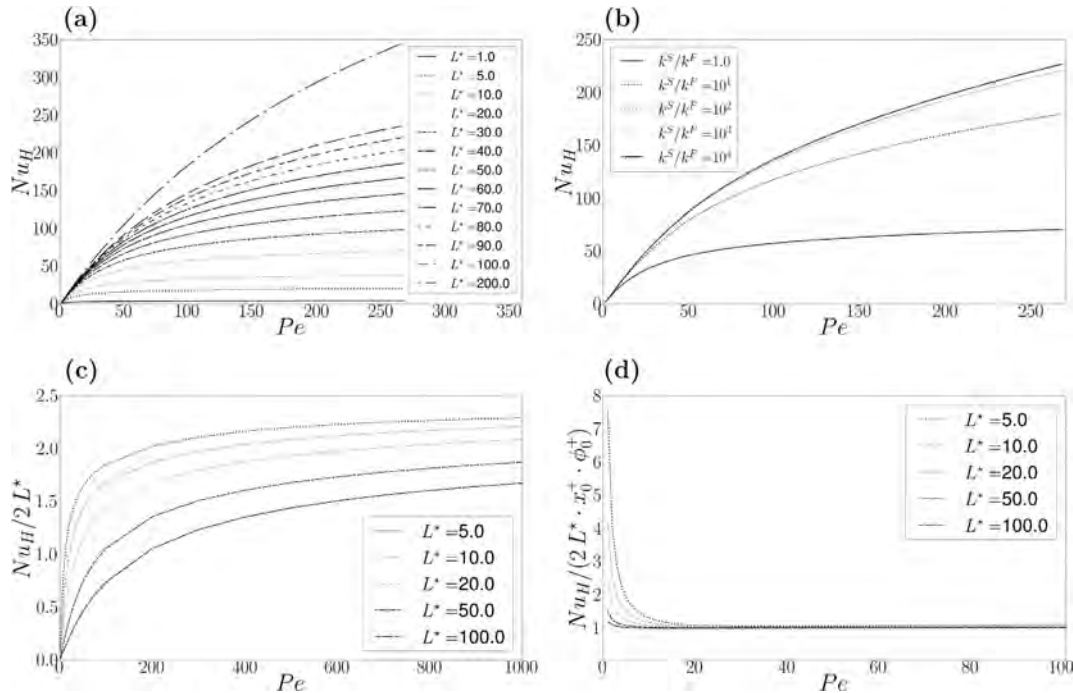 (a)
350
300
250
200
150
100
50
0
Nu_H
0 50 100 150 200 250 300 350
Pe
L* =1.0
L* =5.0
L* =10.0
L* =20.0
L* =30.0
L* =40.0
L* =50.0
L* =60.0
L* =70.0
L* =80.0
L* =90.0
L* =100.0
L* =200.0
(b)
250
200
150
100
50
0
Nu_H
0 50 100 150 200 250
Pe
k^S/k^F =1.0
k^S/k^F =10^1
k^S/k^F =10^2
k^S/k^F =10^3
k^S/k^F =10^4
(c)
2.5
2.0
1.5
1.0
0.5
0.0
Nu_H/2L*
0 200 400 600 800 1000
Pe
L* =5.0
L* =10.0
L* =20.0
L* =50.0
L* =100.0
(d)
8
7
6
5
4
3
2
1
Nu_H/(2L* · x_0^+ · ϕ_0^+)
0 20 40 60 80 100
Pe
L* =5.0
L* =10.0
L* =20.0
L* =50.0
L* =100.0